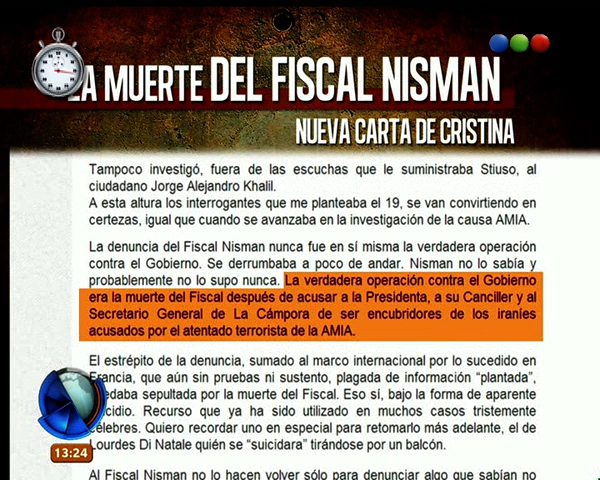 LA MUERTE DEL FISCAL NISMAN
NUEVA CARTA DE CRISTINA
Tampoco investigó, fuera de las escuchas que le suministraba Stiuso, al
ciudadano Jorge Alejandro Khalil.
A esta altura los interrogantes que me planteaba el 19, se van convirtiendo en
certezas, igual que cuando se avanzaba en la investigación de la causa AMIA.
La denuncia del Fiscal Nisman nunca fue en sí misma la verdadera operación
contra el Gobierno. Se derrumbaba a poco de andar. Nisman no lo sabía y
probablemente no lo supo nunca. La verdadera operación contra el Gobierno
era la muerte del Fiscal después de acusar a la Presidenta, a su Canciller y al
Secretario General de La Cámpora de ser encubridores de los iraníes
acusados por el atentado terrorista de la AMIA.
El estrépito de la denuncia, sumado al marco internacional por lo sucedido en
Francia, que aún sin pruebas ni sustento, plagada de información “plantada”,
quedaba sepultada por la muerte del Fiscal. Eso sí, bajo la forma de aparente
suicidio. Recurso que ya ha sido utilizado en muchos casos tristemente
célebres. Quiero recordar uno en especial para retomarlo más adelante, el de
Lourdes Di Natale quién se “suicidara” tirándose por un balcón.
Al Fiscal Nisman no lo hacen volver sólo para denunciar algo que sabían no
13:24